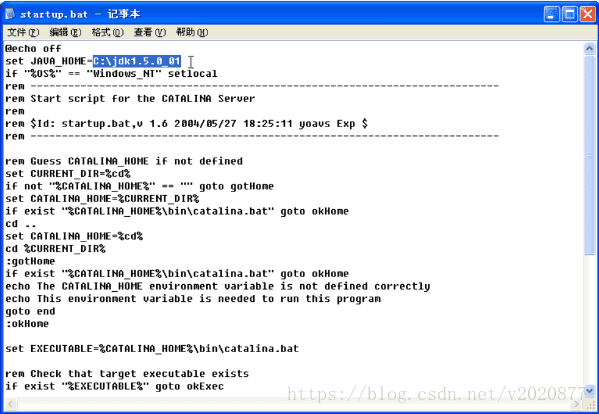 startup.bat - 记事本
文件(F) 编辑(E) 格式(O) 查看(V) 帮助(H)
@echo off
set JAVA_HOME=C:\jdk1.5.0_01
if "%OS%" == "Windows_NT" setlocal
rem ---------------------------------------------------------------------------
rem Start script for the CATALINA Server
rem
rem $Id: startup.bat,v 1.6 2004/05/27 18:25:11 yoavs Exp $
rem ---------------------------------------------------------------------------
rem Guess CATALINA_HOME if not defined
set CURRENT_DIR=%cd%
if not "%CATALINA_HOME%" == "" goto gotHome
set CATALINA_HOME=%CURRENT_DIR%
if exist "%CATALINA_HOME%\bin\catalina.bat" goto okHome
cd ..
set CATALINA_HOME=%cd%
cd %CURRENT_DIR%
:gotHome
if exist "%CATALINA_HOME%\bin\catalina.bat" goto okHome
echo The CATALINA_HOME environment variable is not defined correctly
echo This environment variable is needed to run this program
goto end
:okHome
set EXECUTABLE=%CATALINA_HOME%\bin\catalina.bat
rem Check that target executable exists
if exist "%EXECUTABLE%" goto okExec
https://blog.csdn.net/v2020877